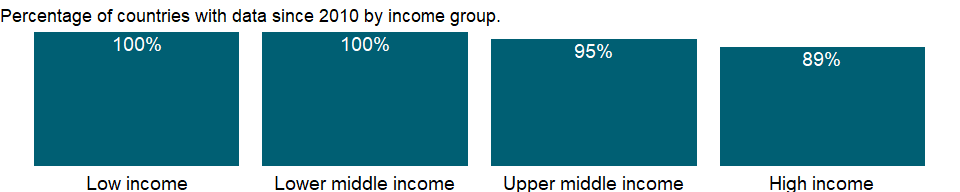 Percentage of countries with data since 2010 by income group.
100% 100% 95% 89%
Low income Lower middle income Upper middle income High income